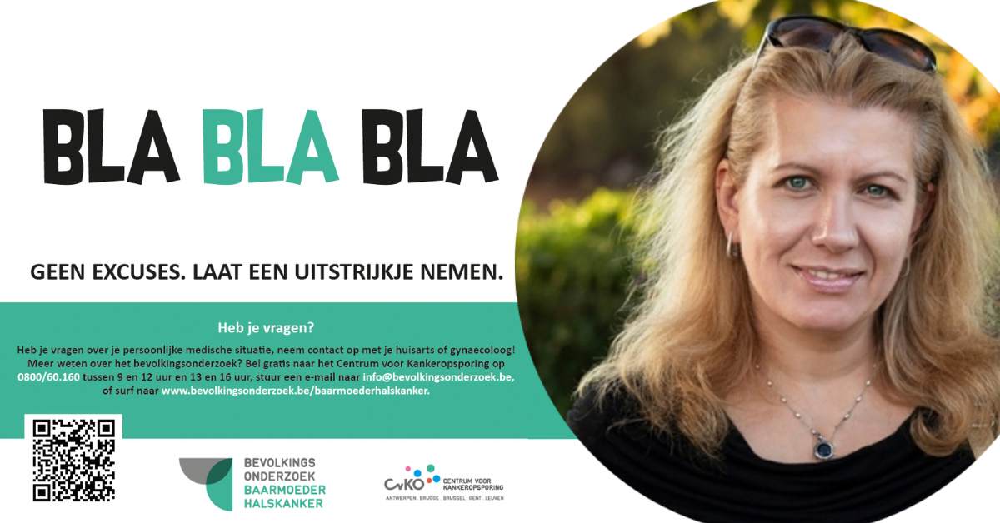 BLA BLA BLA
GEEN EXCUSES. LAAT EEN UITSTRIJKJE NEMEN.
Heb je vragen?
Heb je vragen over je persoonlijke medische situatie, neem contact op met je huisarts of gynaecoloog!
Meer weten over het bevolkingsonderzoek? Bel gratis naar het Centrum voor Kankeropsporing op
0800/60.160 tussen 9 en 12 uur en 13 en 16 uur, stuur een e-mail naar info@bevolkingsonderzoek.be,
of surf naar www.bevolkingsonderzoek.be/baarmoederhalskanker.
BEVOLKINGS
ONDERZOEK
BAARMOEDER
HALSKANKER
CvKO CENTRUM VOOR
KANKEROPSPORING
ANTWERPEN . BRUGGE . BRUSSEL . GENT . LEUVEN